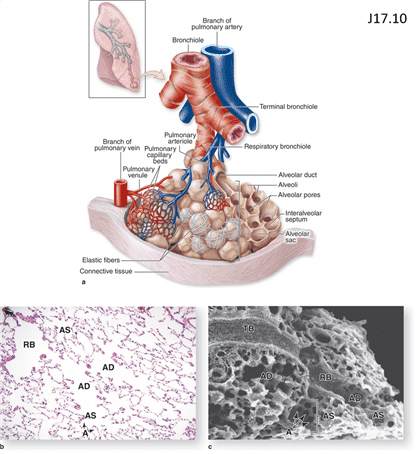 J17.10
Branch of
pulmonary artery
Bronchiole
Terminal bronchiole
Pulmonary
arteriole
Respiratory bronchiole
Branch of
pulmonary vein
Pulmonary
capillary
beds
Pulmonary
venule
Alveolar duct
Alveoli
Alveolar pores
Interalveolar
septum
Alveolar
sac
Elastic fibers
Connective tissue
a
AS
RB
AD
AD
AS
A
b
TB
AD
RB
AD
A
A
AS
AS
c